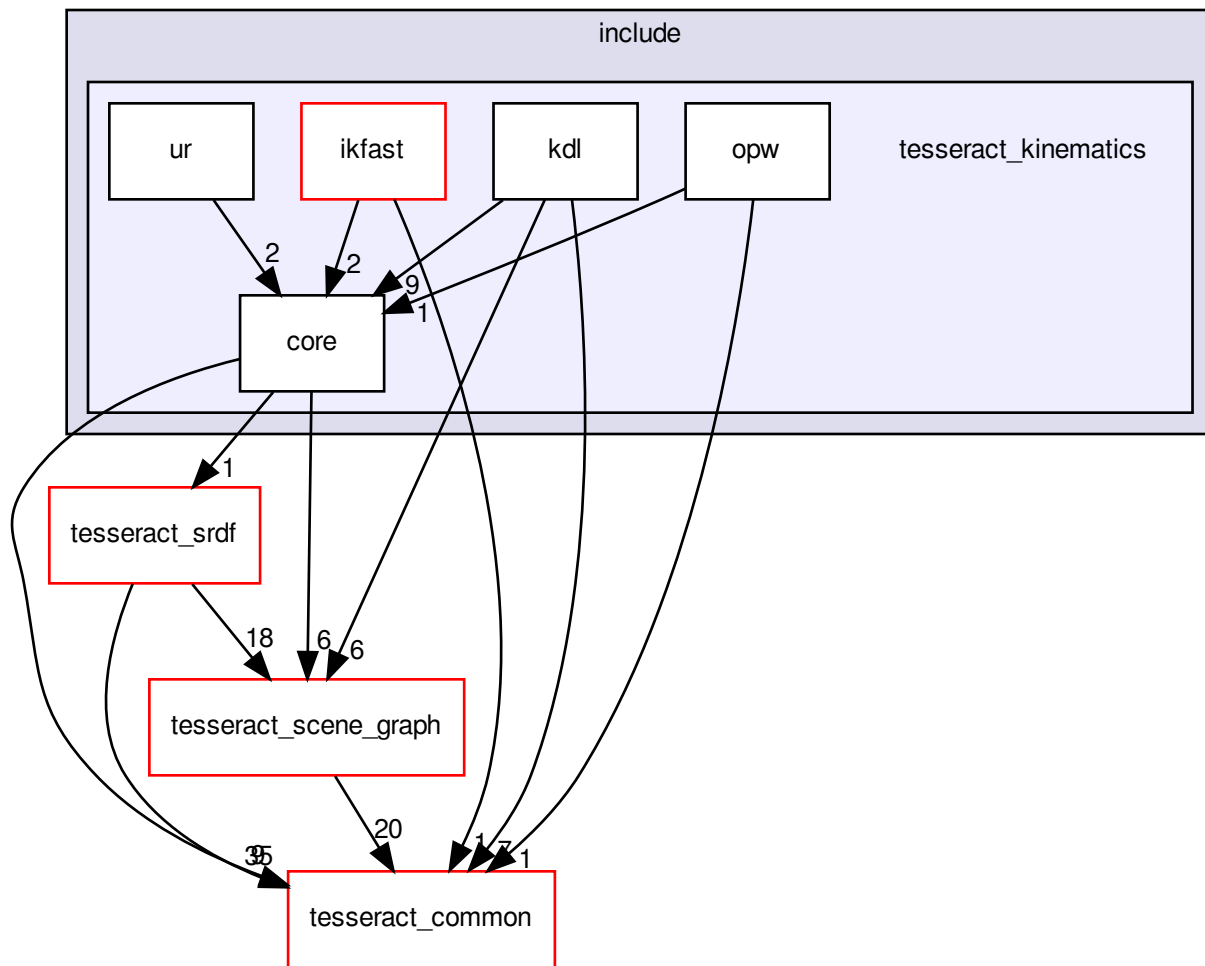 include
ur
ikfast
kdl
opw
tesseract_kinematics
2
2
9
1
core
1
tesseract_srdf
18
6
6
tesseract_scene_graph
20
1
7
1
tesseract_common